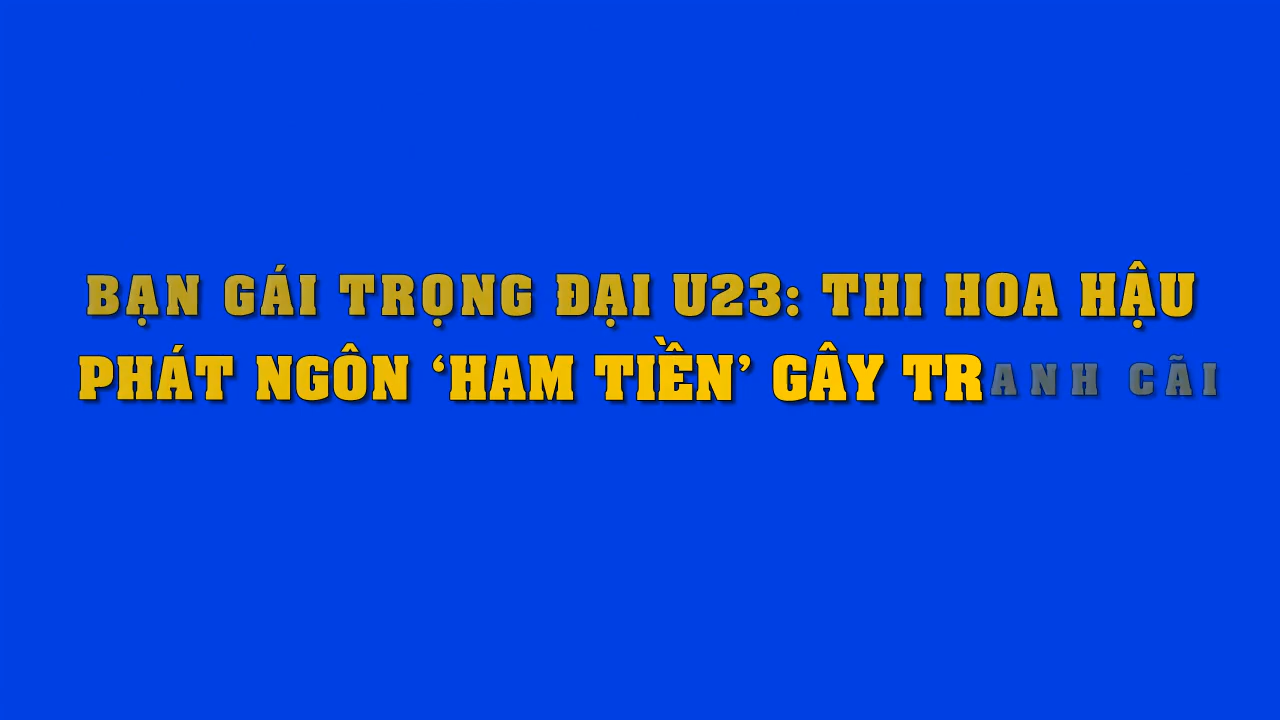 BẠN GÁI TRỌNG ĐẠI U23: THI HOA HẬU
PHÁT NGÔN ‘HAM TIỀN’ GÂY TRANH CÃI